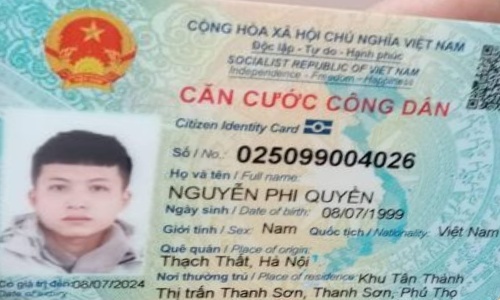 CỘNG HÒA XÃ HỘI CHỦ NGHĨA VIỆT NAM
Độc lập - Tự do - Hạnh phúc
SOCIALIST REPUBLIC OF VIET NAM
Independence - Freedom - Happiness
CĂN CƯỚC CÔNG DÂN
Citizen Identity Card
Số / No.: 025099004026
Họ và tên / Full name:
NGUYỄN PHI QUYỀN
Ngày sinh / Date of birth: 08/07/1999
Giới tính / Sex: Nam Quốc tịch / Nationality: Việt Nam
Quê quán / Place of origin:
Thạch Thất, Hà Nội
Có giá trị đến: 08/07/2024 Nơi thường trú / Place of residence: Khu Tân Thành
Thị trấn Thanh Sơn, Thanh Sơn, Phú Thọ